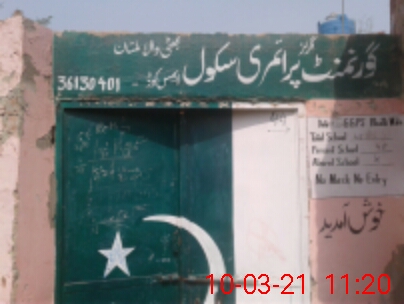 گورنمنٹ گرلز پرائمری سکول بھٹی والا ملتان
ایمس کوڈ - 36130401
Total School
Present School
Absent School
No Mask No Entry
خوش آمدید
10-03-21 11:20